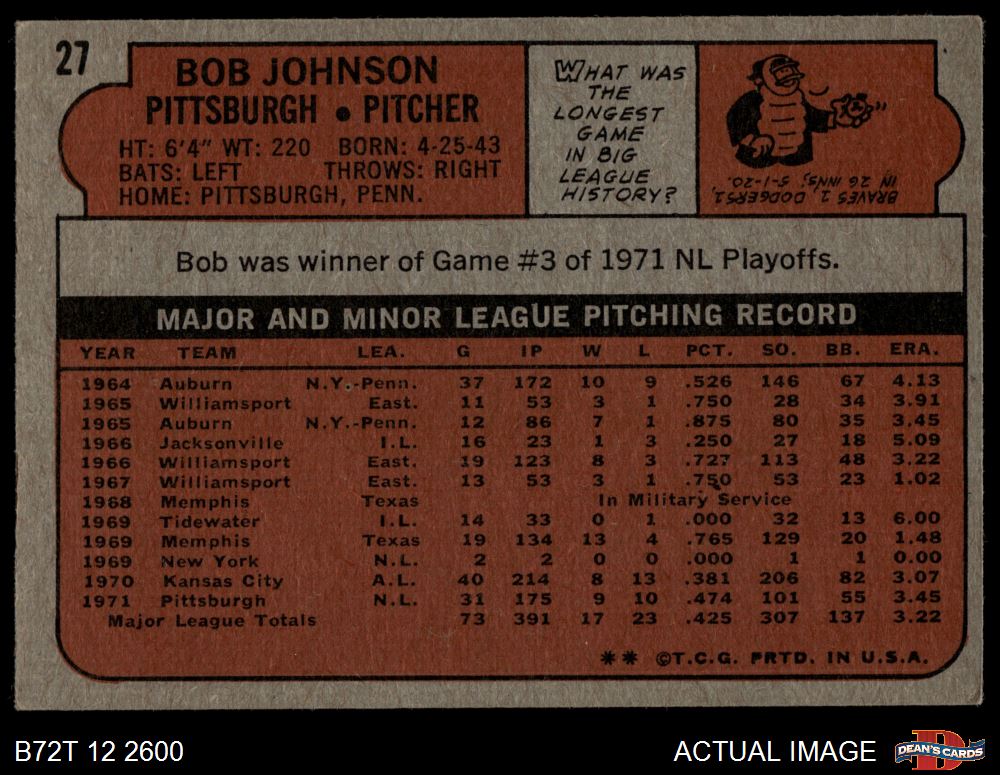 27
BOB JOHNSON
PITTSBURGH • PITCHER
HT: 6'4" WT: 220 BORN: 4-25-43
BATS: LEFT THROWS: RIGHT
HOME: PITTSBURGH, PENN.
WHAT WAS
THE
LONGEST
GAME
IN BIG
LEAGUE
HISTORY?
BRAVES 1, DODGERS 1,
IN 26 INNS, 5-1-20.
Bob was winner of Game #3 of 1971 NL Playoffs.
MAJOR AND MINOR LEAGUE PITCHING RECORD
YEAR TEAM LEA. G IP W L PCT. SO. BB. ERA.
1964 Auburn N.Y.-Penn. 37 172 10 9 .526 146 67 4.13
1965 Williamsport East. 11 53 3 1 .750 28 34 3.91
1965 Auburn N.Y.-Penn. 12 86 7 1 .875 80 35 3.45
1966 Jacksonville I.L. 16 23 1 3 .250 27 18 5.09
1966 Williamsport East. 19 123 8 3 .727 113 48 3.22
1967 Williamsport East. 13 53 3 1 .750 53 23 1.02
1968 Memphis Texas In Military Service
1969 Tidewater I.L. 14 33 0 1 .000 32 13 6.00
1969 Memphis Texas 19 134 13 4 .765 129 20 1.48
1969 New York N.L. 2 2 0 0 .000 1 1 0.00
1970 Kansas City A.L. 40 214 8 13 .381 206 82 3.07
1971 Pittsburgh N.L. 31 175 9 10 .474 101 55 3.45
Major League Totals 73 391 17 23 .425 307 137 3.22
** ©T.C.G. PRTD. IN U.S.A.
B72T 12 2600
ACTUAL IMAGE
DEAN'S CARDS